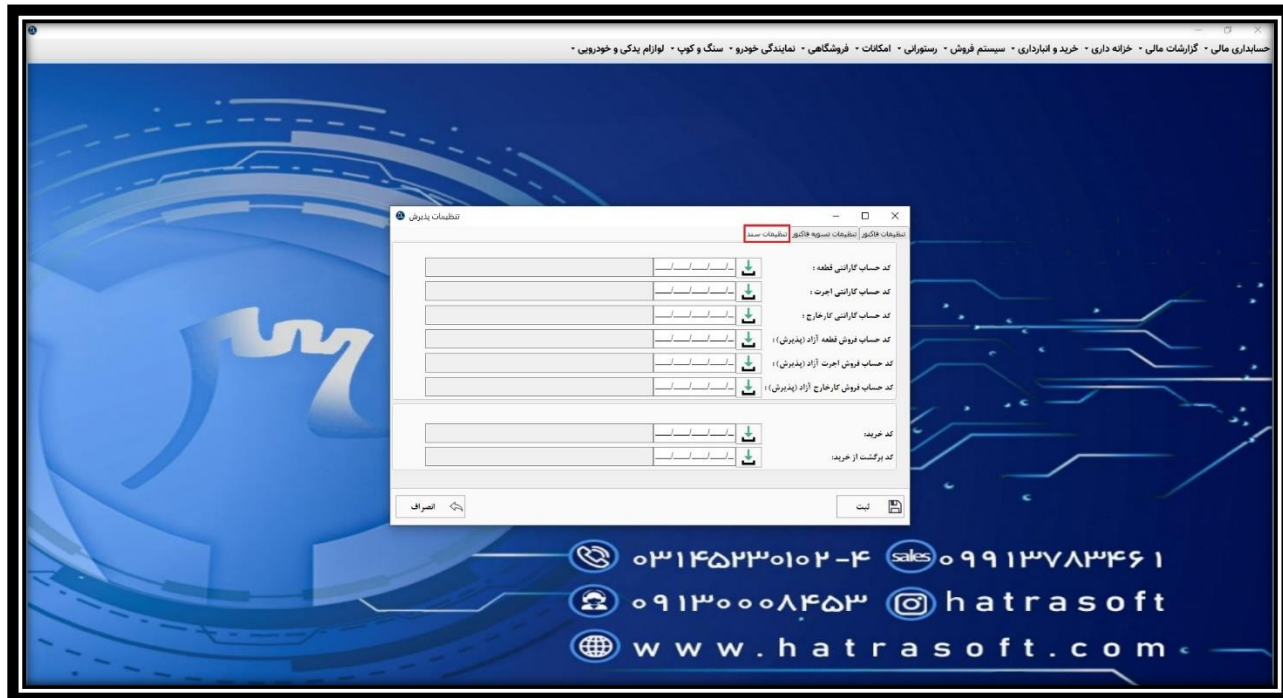 حسابداری مالی - گزارشات مالی - خزانه داری - خرید و انبارداری - سیستم فروش - رستورانی - امکانات - فروشگاهی - نمایندگی خودرو - سنگ و کوپ - لوازم یدکی و خودرویی -
تنظیمات پذیرش
تنظیمات فاکتور تنظیمات تسویه فاکتور تنظیمات سند
کد حساب گارانتی قطعه :
کد حساب گارانتی اجرت :
کد حساب گارانتی کارخارج :
کد حساب فروش قطعه آزاد (پذیرش) :
کد حساب فروش اجرت آزاد (پذیرش) :
کد حساب فروش کارخارج آزاد (پذیرش) :
کد خرید:
کد برگشت از خرید:
ثبت انصراف
۰۳۱۴۵۲۳۰۱۰۲-۴ sales ۰۹۹۱۳۷۸۳۴۶۱
۰۹۱۳۰۰۰۸۴۵۳ hatrasoft
www.hatrasoft.com